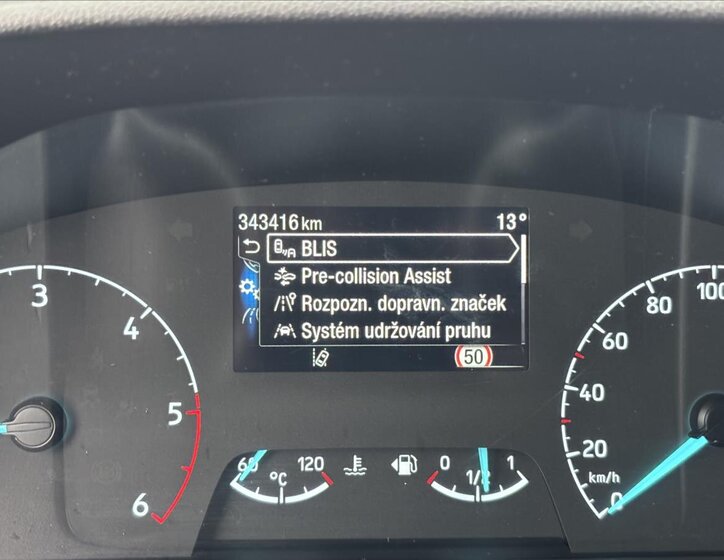 343416 km 13°
BLIS
Pre-collision Assist
Rozpozn. dopravn. značek
Systém udržování pruhu
50
3
4
5
6
100
80
60
40
20
km/h
0
60 120
°C
0 1/2 1